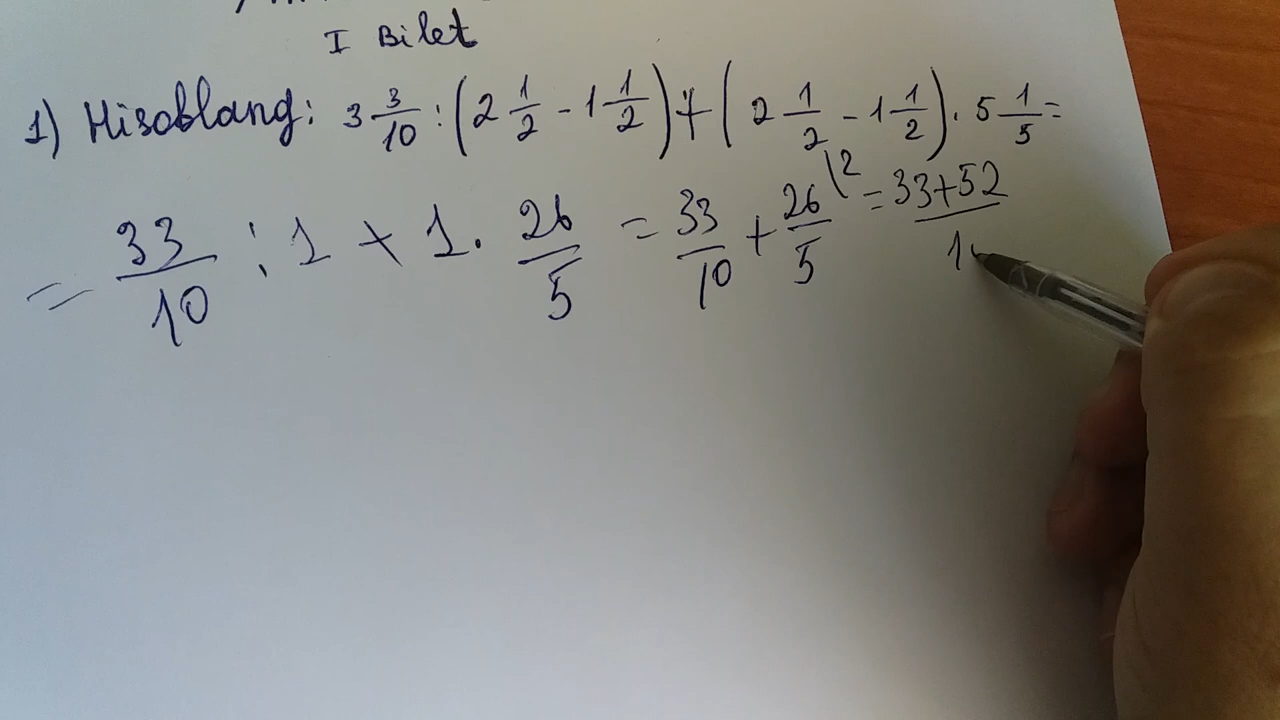 I Bilet
1) Hisoblang: 3 3/10 : (2 1/2 - 1 1/2) + (2 1/2 - 1 1/2) · 5 1/5 =
= 33/10 : 1 + 1 · 26/5 = 33/10 + 26/5 \2 = 33+52/1